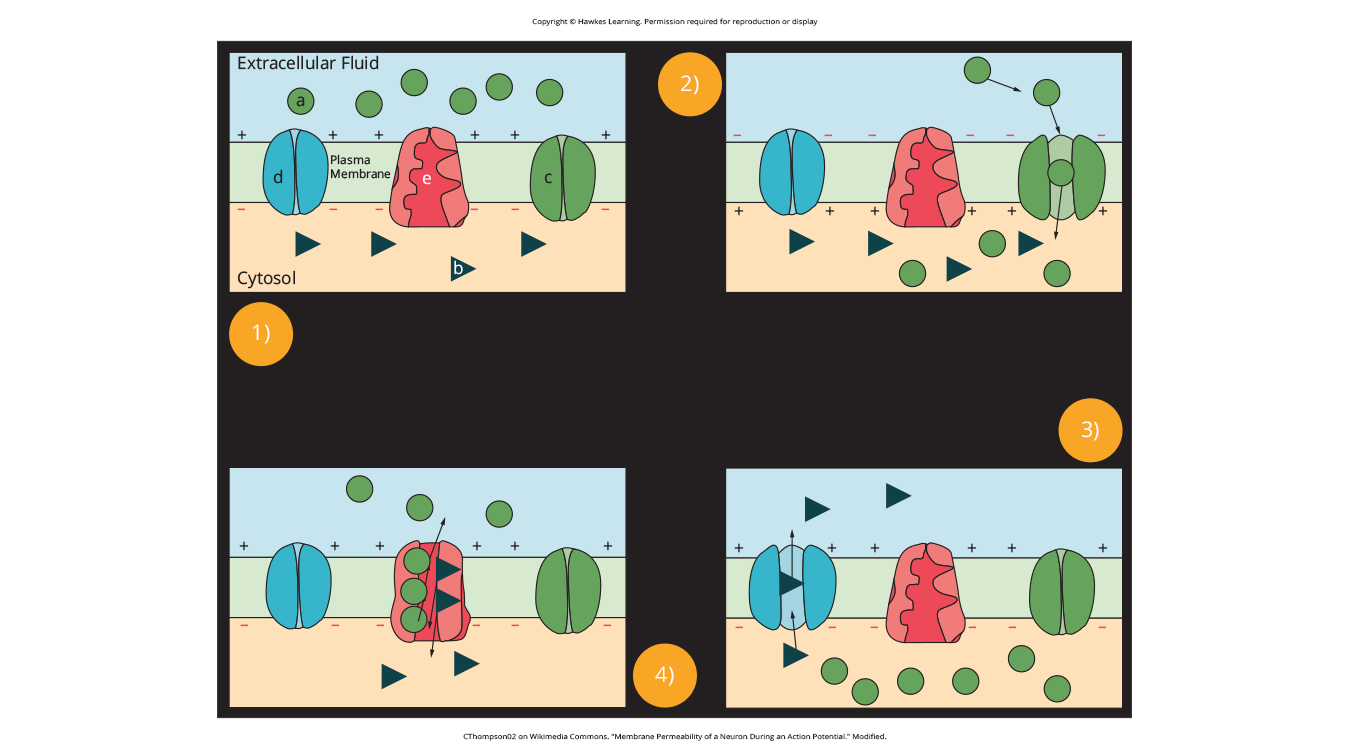 Copyright © Hawkes Learning. Permission required for reproduction or display
Extracellular Fluid
a
+ + + + + +
d
Plasma
Membrane
e
c
− − − − − −
b
Cytosol
1)
2)
− − − − − −
+ + + + + +
3)
+ + + + + +
− − − − − −
4)
+ + + + + +
− − − − − −
CThompson02 on Wikimedia Commons. "Membrane Permeability of a Neuron During an Action Potential." Modified.